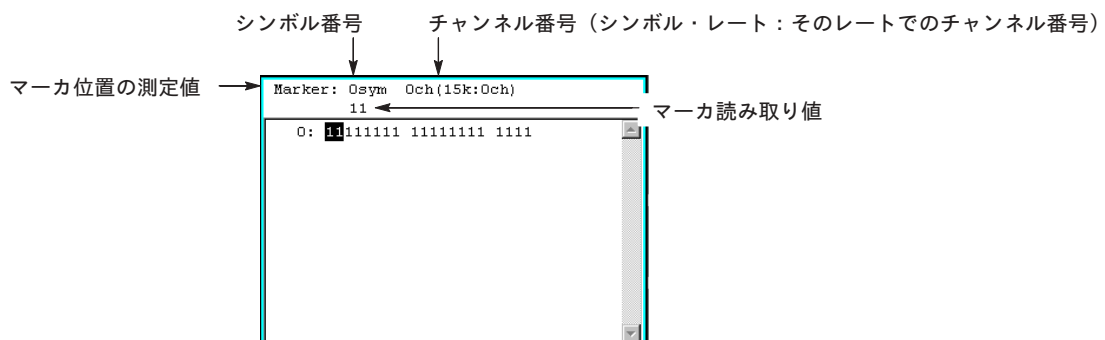 シンボル番号
チャンネル番号（シンボル・レート：そのレートでのチャンネル番号）
マーカ位置の測定値
Marker: 0sym 0ch(15k:0ch)
11
マーカ読み取り値
0: 11111111 11111111 1111